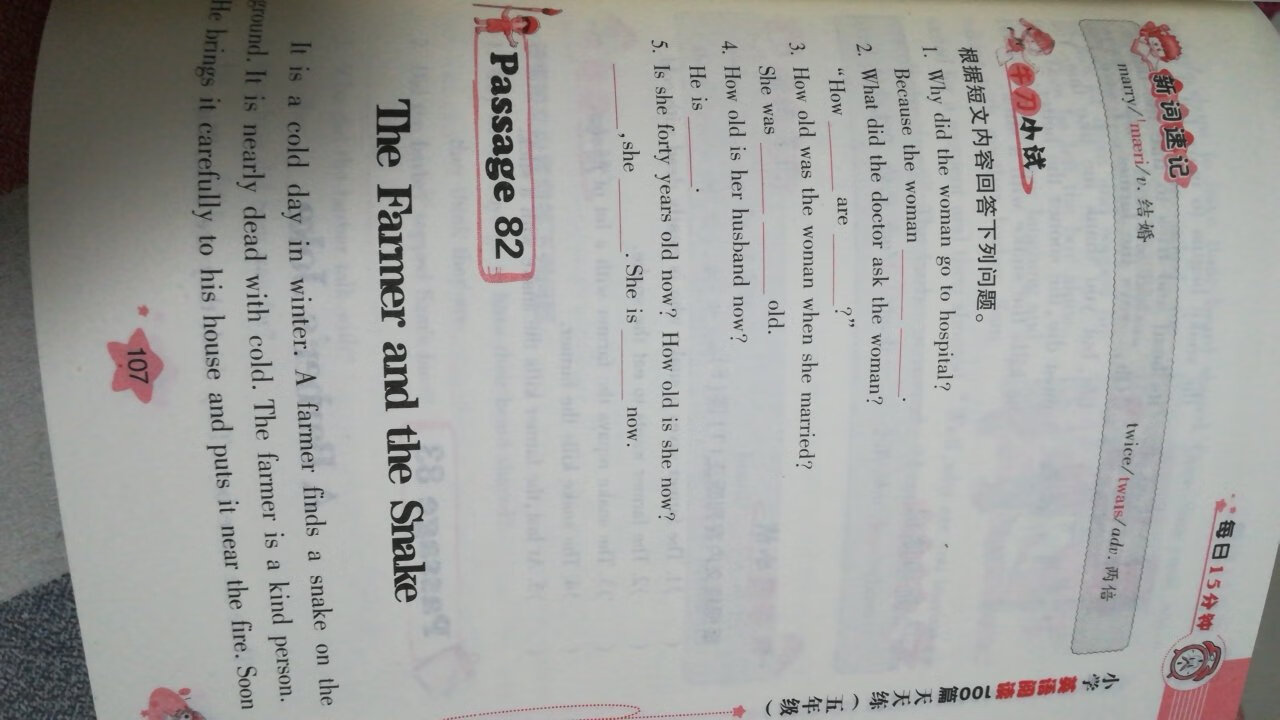 每日15分钟
小学英语阅读100篇天天练（五年级）
新词速记
marry/ˈmæri/v. 结婚 twice/twaɪs/adv. 两倍
牛刀小试
根据短文内容回答下列问题。
1. Why did the woman go to hospital?
Because the woman ______ ______.
2. What did the doctor ask the woman?
“How ______ are ______?”
3. How old was the woman when she married?
She was ______ ______ old.
4. How old is her husband now?
He is ______.
5. Is she forty years old now? How old is she now?
______,she ______. She is ______ now.
Passage 82
The Farmer and the Snake
It is a cold day in winter. A farmer finds a snake on the
ground. It is nearly dead with cold. The farmer is a kind person.
He brings it carefully to his house and puts it near the fire. Soon
107